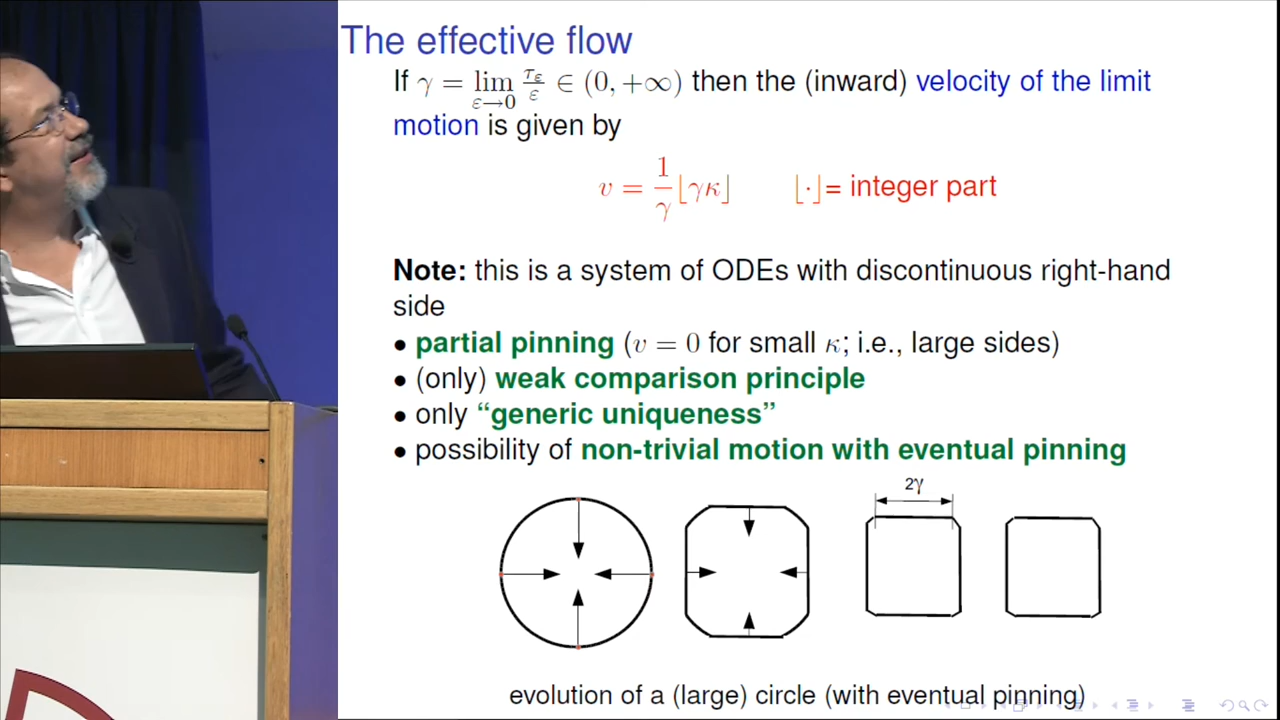 The effective flow
If γ = lim_{ε→0} τ_ε/ε ∈ (0, +∞) then the (inward) velocity of the limit
motion is given by
v = 1/γ ⌊γκ⌋ ⌊·⌋= integer part
Note: this is a system of ODEs with discontinuous right-hand
side
• partial pinning (v = 0 for small κ; i.e., large sides)
• (only) weak comparison principle
• only “generic uniqueness”
• possibility of non-trivial motion with eventual pinning
2γ
evolution of a (large) circle (with eventual pinning)